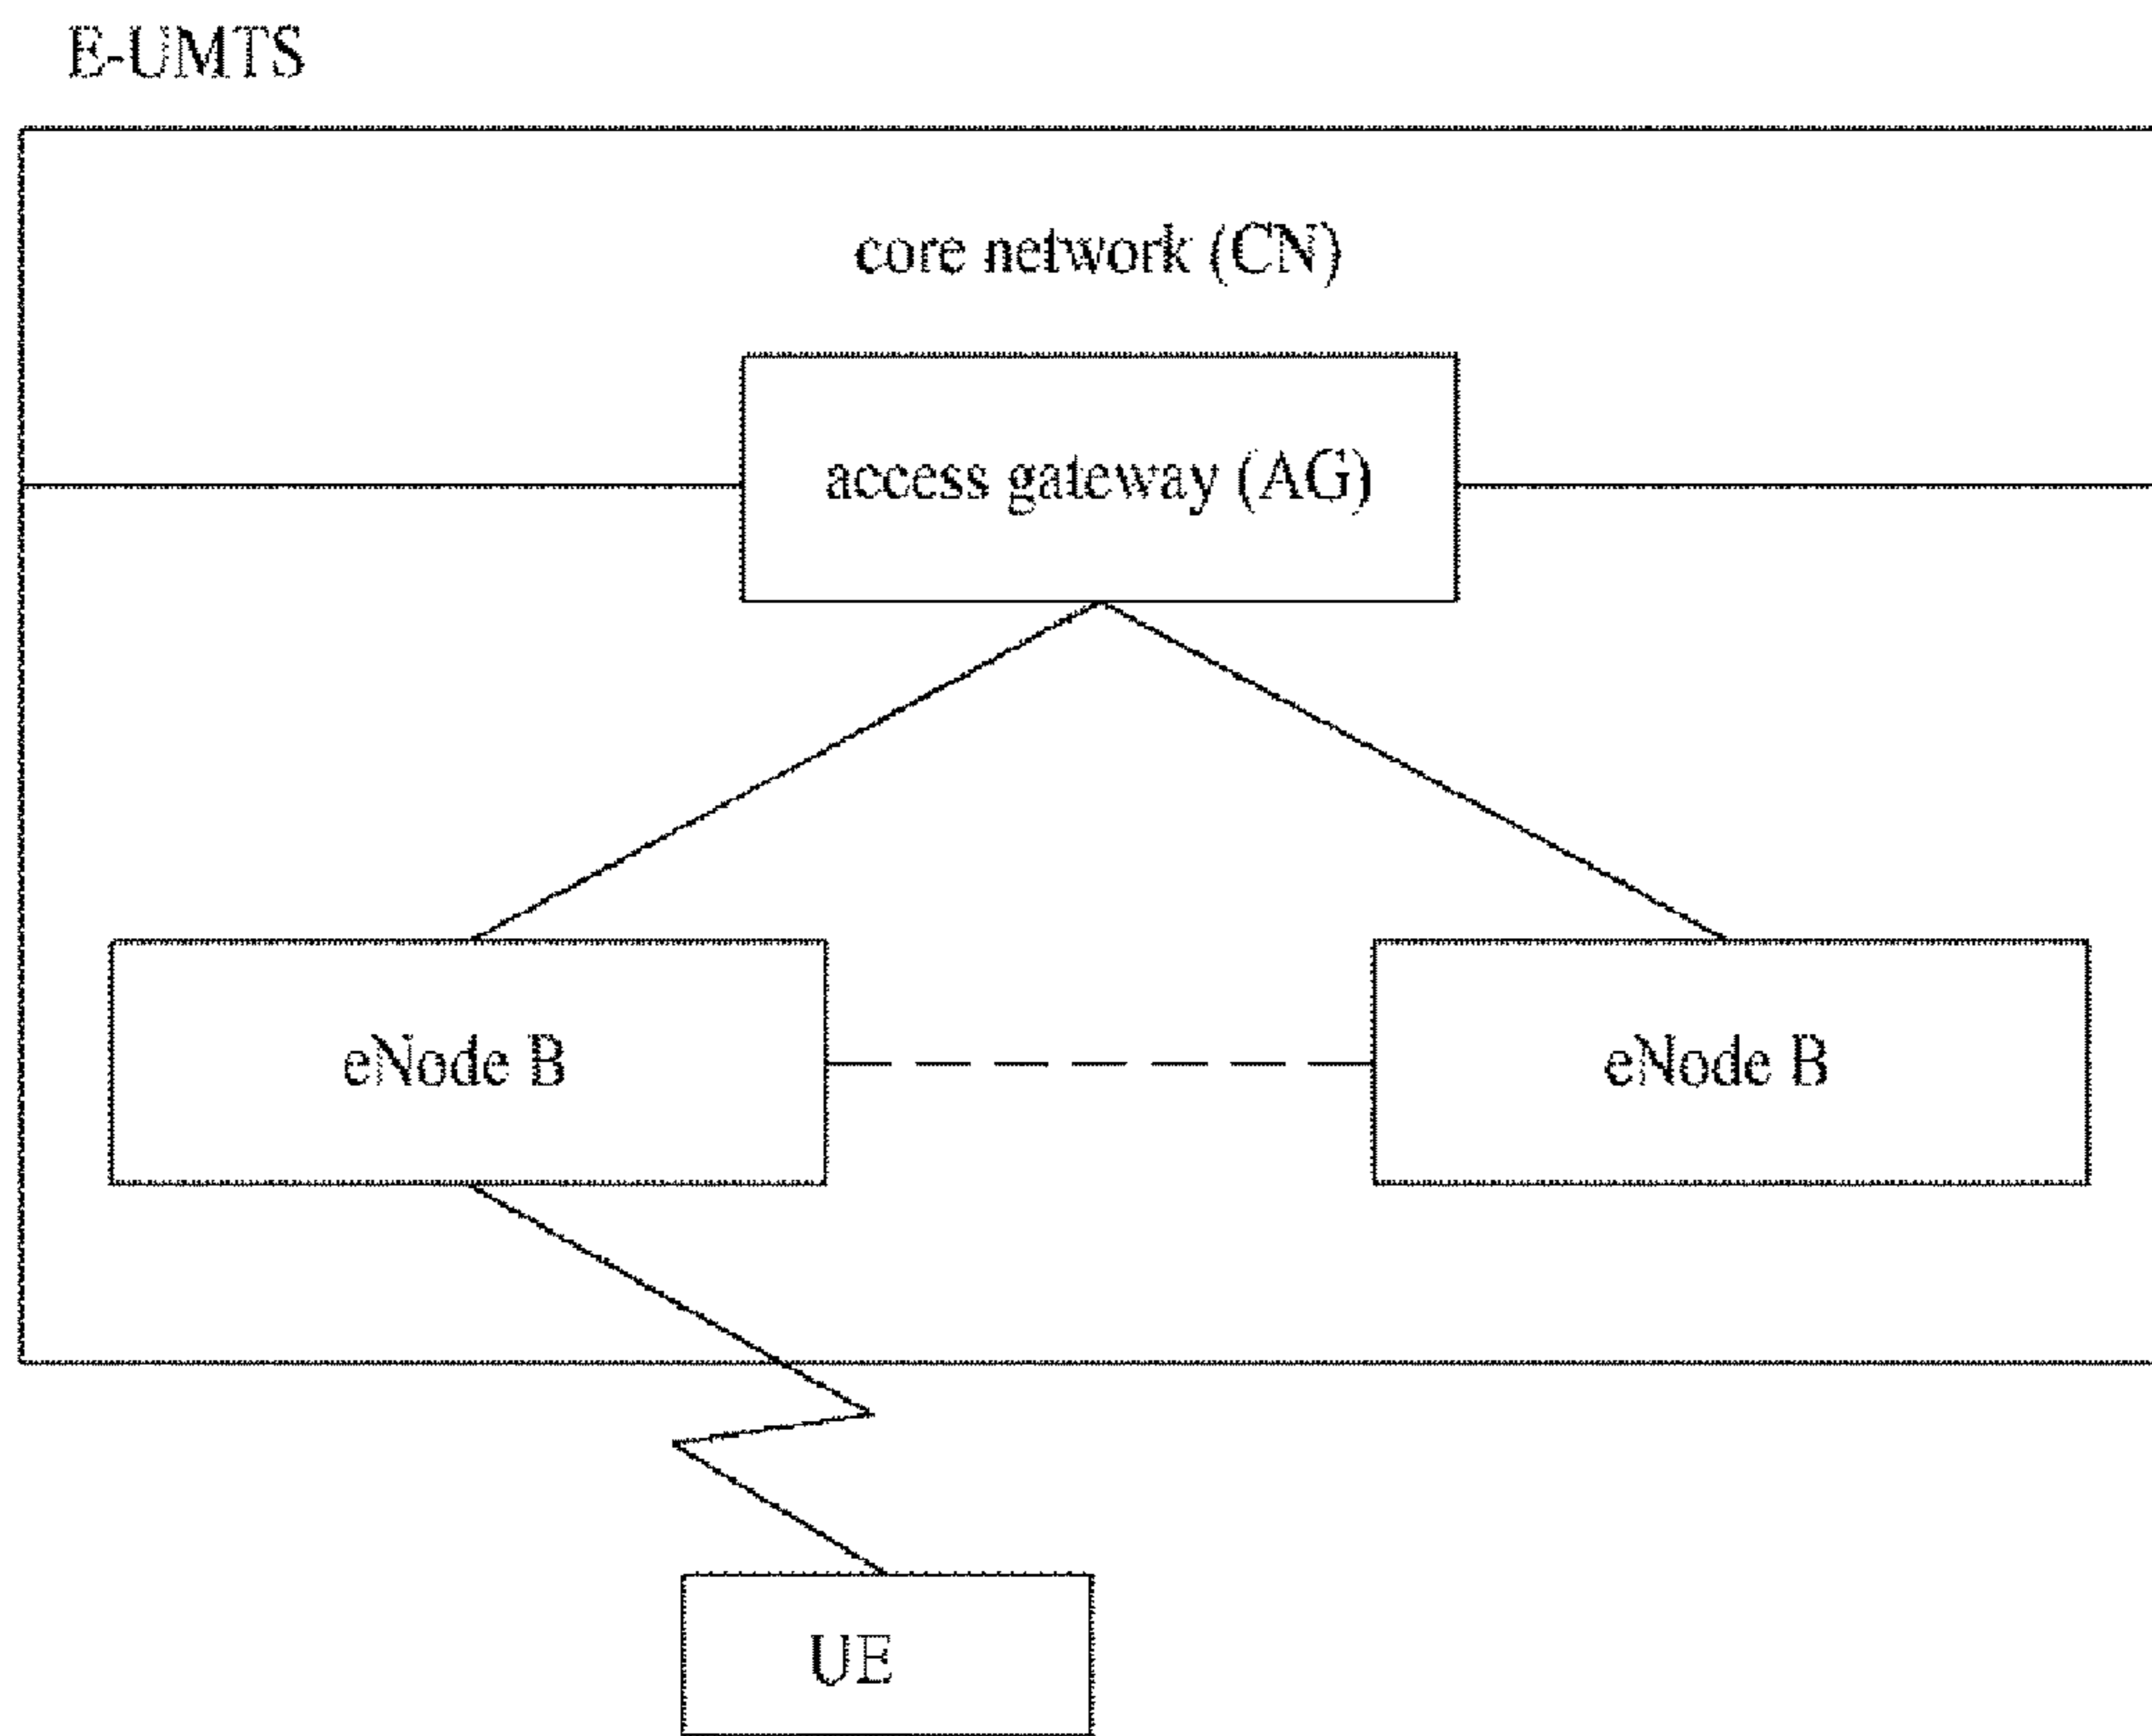 E-UMTS
core network (CN)
access gateway (AG)
eNode B
eNode B
UE